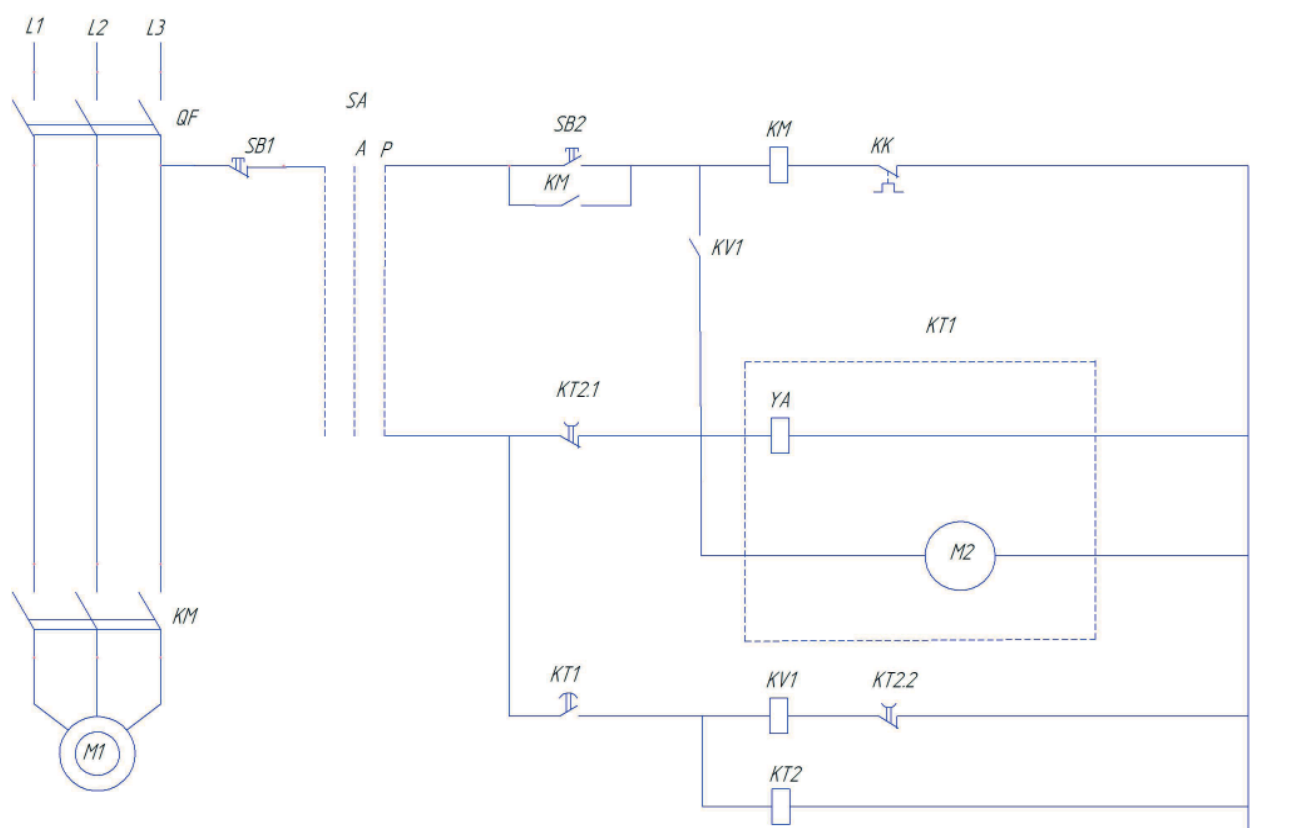 L1 L2 L3
SA
QF
SB1
A P
SB2
KM
KK
KM
KV1
KT1
KT2.1
YA
M2
KM
KT1
KV1
KT2.2
M1
KT2